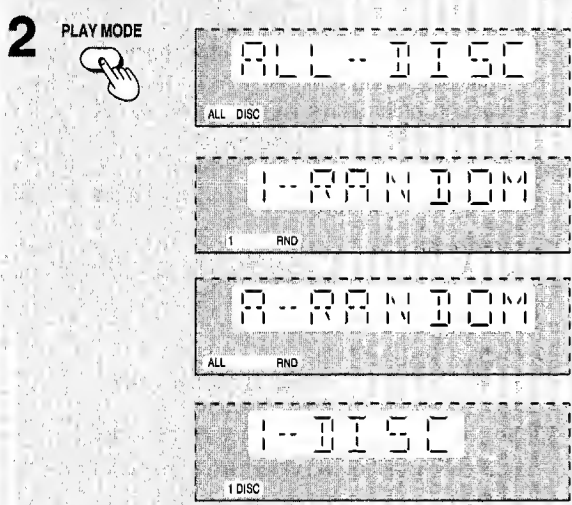 2 PLAY MODE
ALL-DISC
ALL DISC
1-RANDOM
1 RND
A-RANDOM
ALL RND
1-DISC
1 DISC